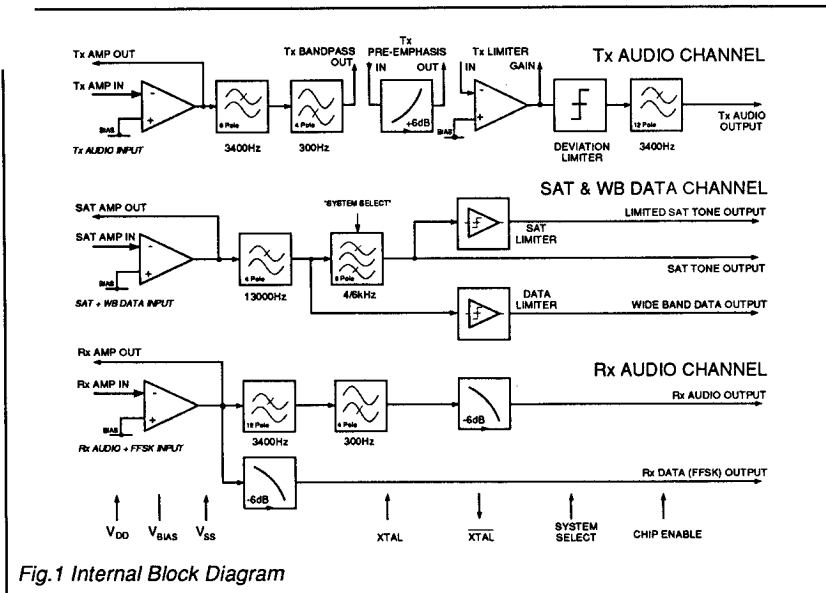 Tx AMP OUT
Tx AMP IN
-
+
BIAS
Tx AUDIO INPUT
6 Pole
3400Hz
4 Pole
300Hz
Tx BANDPASS
OUT
Tx
PRE-EMPHASIS
IN
OUT
+6dB
Tx LIMITER
IN
GAIN
-
+
BIAS
Tx AUDIO CHANNEL
DEVIATION
LIMITER
12 Pole
3400Hz
Tx AUDIO
OUTPUT
SAT & WB DATA CHANNEL
SAT AMP OUT
SAT AMP IN
-
+
BIAS
SAT + WB DATA INPUT
4 Pole
13000Hz
"SYSTEM SELECT"
4/6kHz
SAT
LIMITER
LIMITED SAT TONE OUTPUT
SAT TONE OUTPUT
DATA
LIMITER
WIDE BAND DATA OUTPUT
Rx AUDIO CHANNEL
Rx AMP OUT
Rx AMP IN
-
+
BIAS
Rx AUDIO + FFSK INPUT
12 Pole
3400Hz
4 Pole
300Hz
-6dB
Rx AUDIO OUTPUT
-6dB
Rx DATA (FFSK) OUTPUT
VDD
VBIAS
VSS
XTAL
XTAL
SYSTEM
SELECT
CHIP ENABLE
Fig.1 Internal Block Diagram